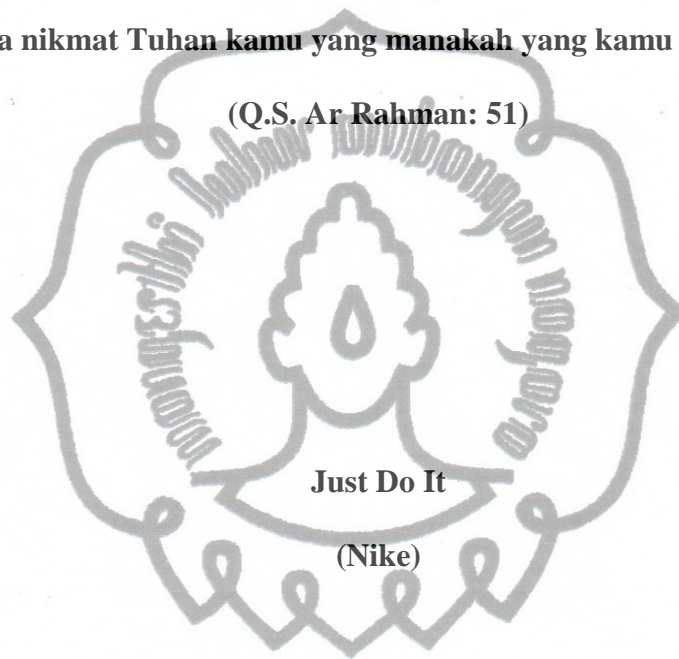 a nikmat Tuhan kamu yang manakah yang kamu
(Q.S. Ar Rahman: 51)
Just Do It
(Nike)